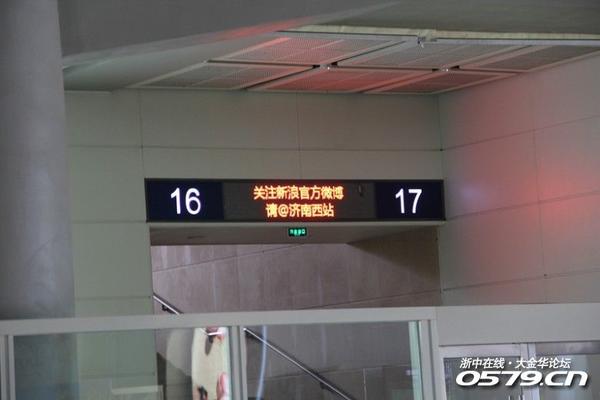 16
关注新浪官方微博
请@济南西站
17
浙中在线·大金华论坛
0579.cn